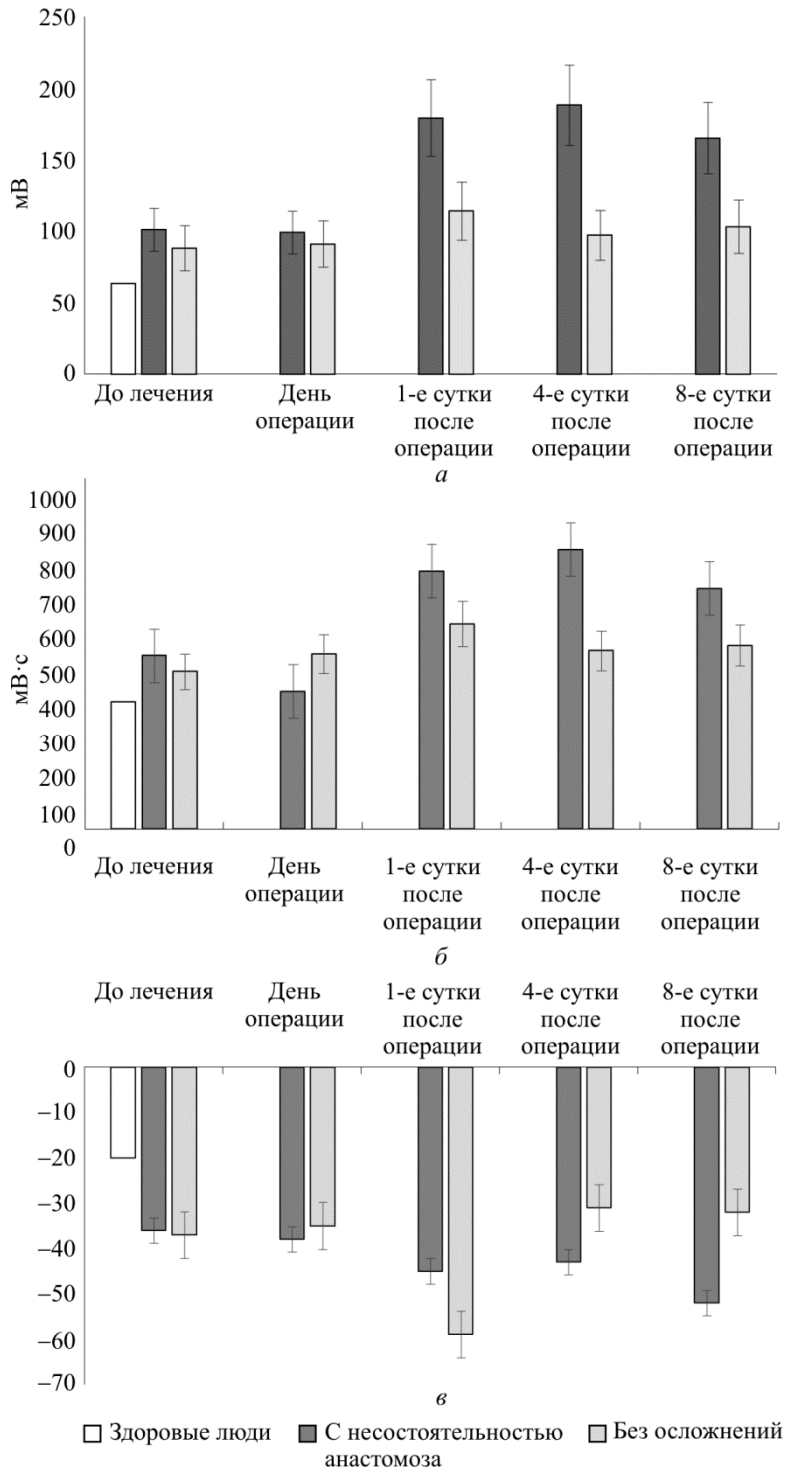 250
200
150
100
50
0
мВ
До лечения
День
операции
1-е сутки
после
операции
4-е сутки
после
операции
8-е сутки
после
операции
а
1000
900
800
700
600
500
400
300
200
100
0
мВ·с
До лечения
День
операции
1-е сутки
после
операции
4-е сутки
после
операции
8-е сутки
после
операции
б
До лечения
День
операции
1-е сутки
после
операции
4-е сутки
после
операции
8-е сутки
после
операции
0
–10
–20
–30
–40
–50
–60
–70
в
Здоровые люди
С несостоятельностью
анастомоза
Без осложнений